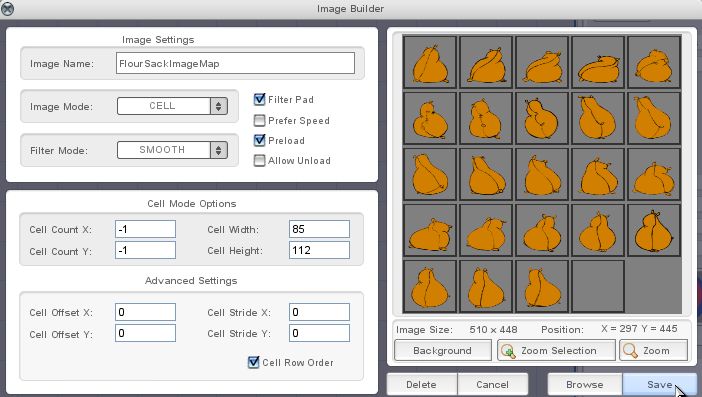 Image Builder
Image Settings
Image Name: FlourSackImageMap
Image Mode: CELL
Filter Pad
Prefer Speed
Filter Mode: SMOOTH
Preload
Allow Unload
Cell Mode Options
Cell Count X: -1 Cell Width: 85
Cell Count Y: -1 Cell Height: 112
Advanced Settings
Cell Offset X: 0 Cell Stride X: 0
Cell Offset Y: 0 Cell Stride Y: 0
Cell Row Order
Image Size: 510 x 448 Position: X = 297 Y = 445
Background Zoom Selection Zoom
Delete Cancel Browse Save